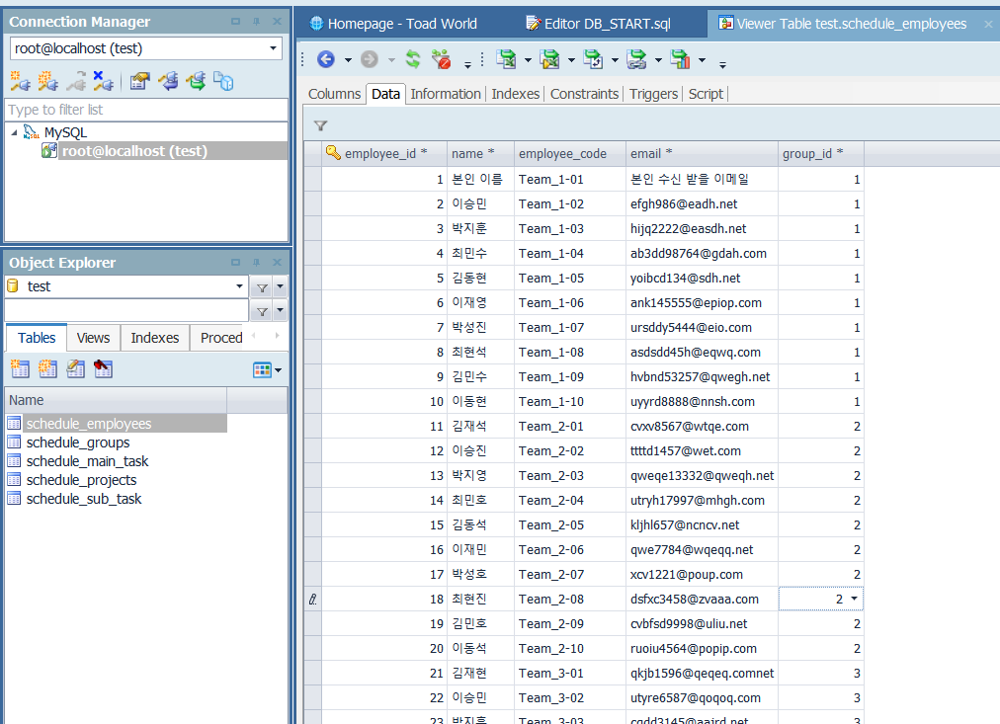 Connection Manager
root@localhost (test)
Type to filter list
MySQL
root@localhost (test)
Object Explorer
test
Tables Views Indexes Proced
Name
schedule_employees
schedule_groups
schedule_main_task
schedule_projects
schedule_sub_task
Homepage - Toad World Editor DB_START.sql Viewer Table test.schedule_employees
Columns Data Information Indexes Constraints Triggers Script
employee_id * name * employee_code email * group_id *
1 본인 이름 Team_1-01 본인 수신 받을 이메일 1
2 이승민 Team_1-02 efgh986@eadh.net 1
3 박지훈 Team_1-03 hijq2222@easdh.net 1
4 최민수 Team_1-04 ab3dd98764@gdah.com 1
5 김동현 Team_1-05 yoibcd134@sdh.net 1
6 이재영 Team_1-06 ank145555@epiop.com 1
7 박성진 Team_1-07 ursddy5444@eio.com 1
8 최현석 Team_1-08 asdsdd45h@eqwq.com 1
9 김민수 Team_1-09 hvbnd53257@qwegh.net 1
10 이동현 Team_1-10 uyyrd8888@nnsh.com 1
11 김재석 Team_2-01 cvxv8567@wtqe.com 2
12 이승진 Team_2-02 ttttd1457@wet.com 2
13 박지영 Team_2-03 qweqe13332@qweqh.net 2
14 최민호 Team_2-04 utryh17997@mhgh.com 2
15 김동석 Team_2-05 kljhl657@ncncv.net 2
16 이재민 Team_2-06 qwe7784@wqeqq.net 2
17 박성호 Team_2-07 xcv1221@poup.com 2
18 최현진 Team_2-08 dsfxc3458@zvaaa.com 2
19 김민호 Team_2-09 cvbfsd9998@uliu.net 2
20 이동석 Team_2-10 ruoiu4564@popip.com 2
21 김재현 Team_3-01 qkjb1596@qeqeq.comnet 3
22 이승민 Team_3-02 utyre6587@qoqoq.com 3
23 박지훈 Team_3-03 cgdd3145@aaird.net 3